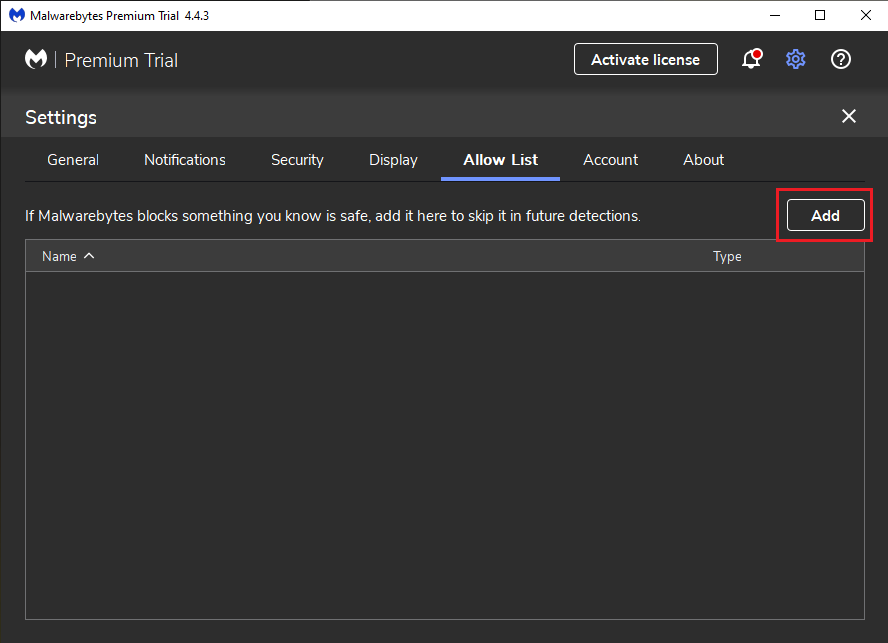 Malwarebytes Premium Trial 4.4.3
Premium Trial
Activate license
Settings
General Notifications Security Display Allow List Account About
If Malwarebytes blocks something you know is safe, add it here to skip it in future detections.
Add
Name Type